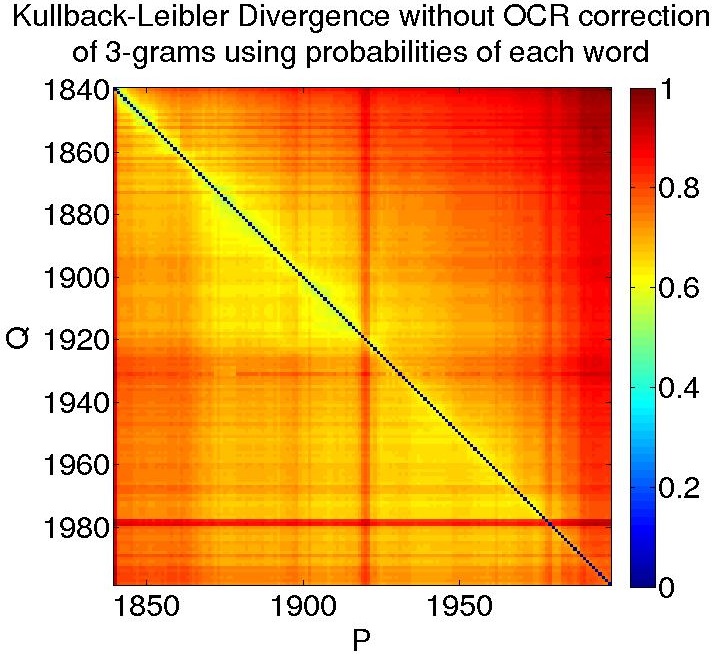 Kullback-Leibler Divergence without OCR correction
of 3-grams using probabilities of each word
1840
1860
1880
1900
1920
1940
1960
1980
Q
1850 1900 1950
P
1
0.8
0.6
0.4
0.2
0